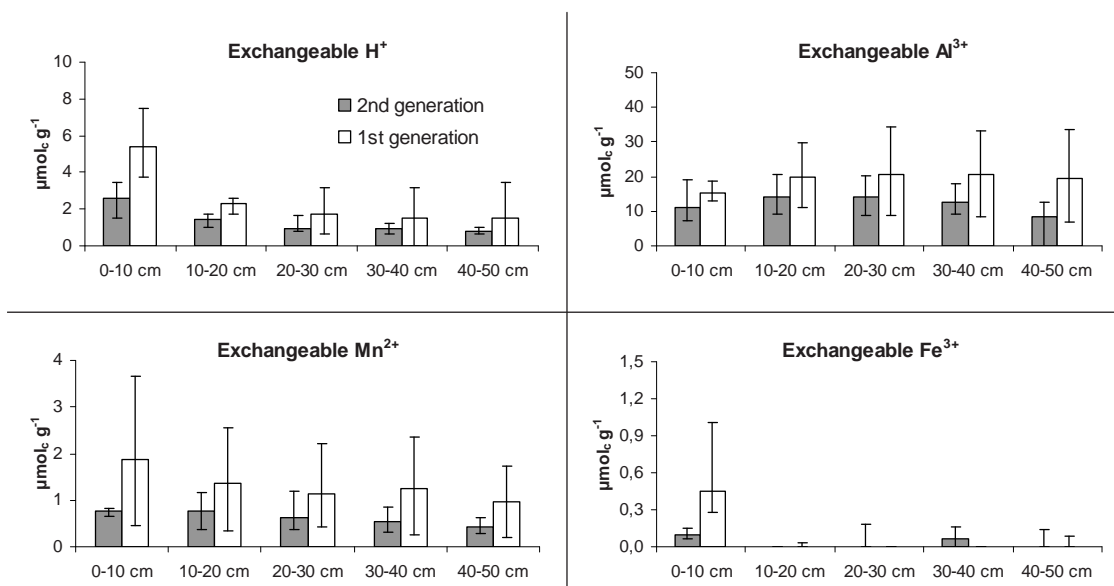 Exchangeable H⁺
10
8
6
4
2
0
µmol_c g⁻¹
2nd generation
1st generation
0-10 cm 10-20 cm 20-30 cm 30-40 cm 40-50 cm
Exchangeable Al³⁺
50
40
30
20
10
0
µmol_c g⁻¹
0-10 cm 10-20 cm 20-30 cm 30-40 cm 40-50 cm
Exchangeable Mn²⁺
4
3
2
1
0
µmol_c g⁻¹
0-10 cm 10-20 cm 20-30 cm 30-40 cm 40-50 cm
Exchangeable Fe³⁺
1,5
1,2
0,9
0,6
0,3
0,0
µmol_c g⁻¹
0-10 cm 10-20 cm 20-30 cm 30-40 cm 40-50 cm